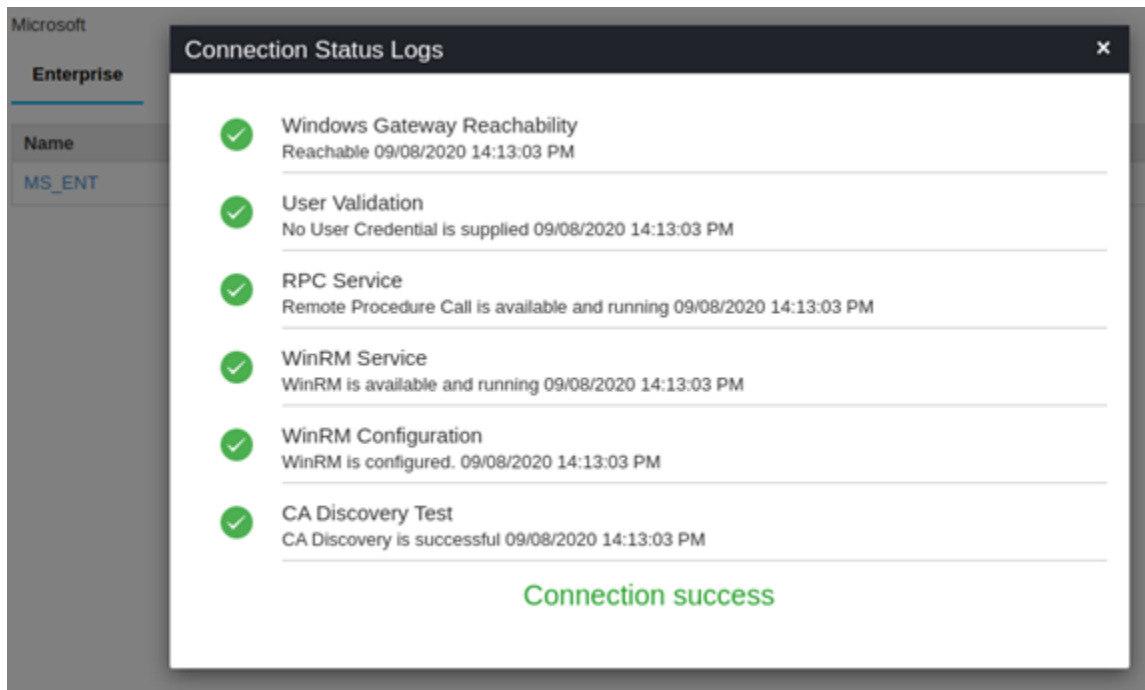 Microsoft
Connection Status Logs
×
Enterprise
Name
MS_ENT
Windows Gateway Reachability
Reachable 09/08/2020 14:13:03 PM
User Validation
No User Credential is supplied 09/08/2020 14:13:03 PM
RPC Service
Remote Procedure Call is available and running 09/08/2020 14:13:03 PM
WinRM Service
WinRM is available and running 09/08/2020 14:13:03 PM
WinRM Configuration
WinRM is configured. 09/08/2020 14:13:03 PM
CA Discovery Test
CA Discovery is successful 09/08/2020 14:13:03 PM
Connection success